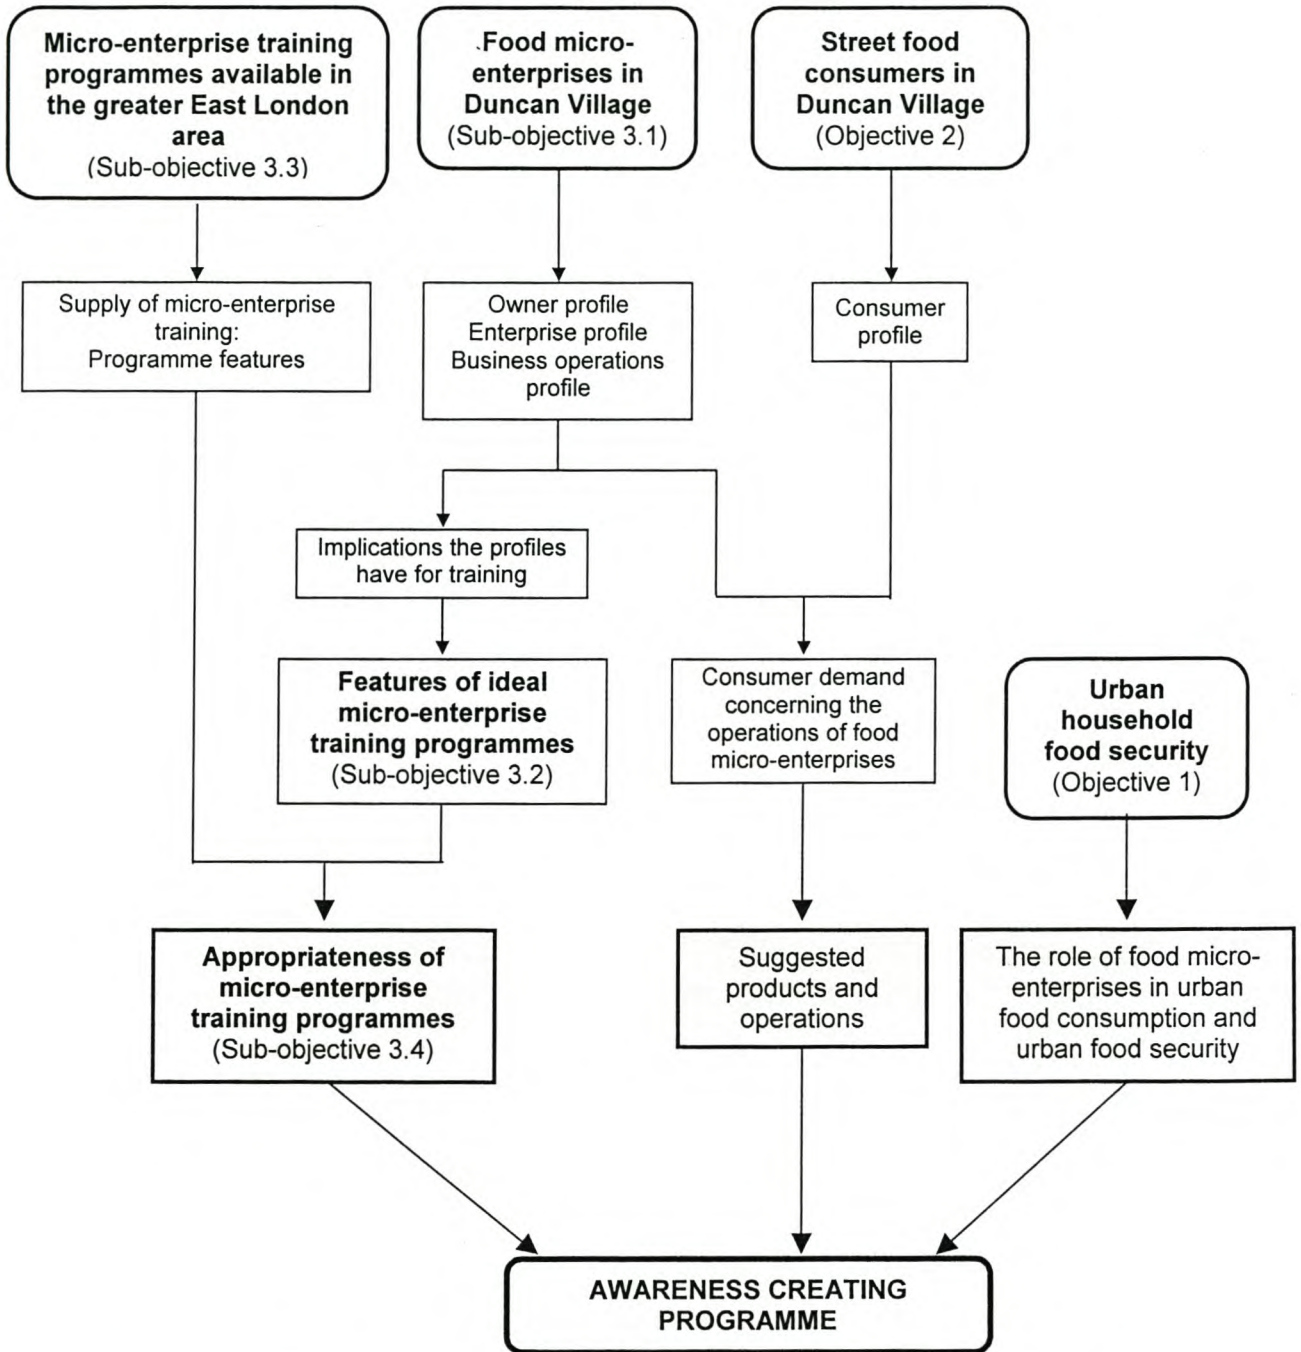 Micro-enterprise training
programmes available in
the greater East London
area
(Sub-objective 3.3)
Food micro-
enterprises in
Duncan Village
(Sub-objective 3.1)
Street food
consumers in
Duncan Village
(Objective 2)
Supply of micro-enterprise
training:
Programme features
Owner profile
Enterprise profile
Business operations
profile
Consumer
profile
Implications the profiles
have for training
Features of ideal
micro-enterprise
training programmes
(Sub-objective 3.2)
Consumer demand
concerning the
operations of food
micro-enterprises
Urban
household
food security
(Objective 1)
Appropriateness of
micro-enterprise
training programmes
(Sub-objective 3.4)
Suggested
products and
operations
The role of food micro-
enterprises in urban
food consumption and
urban food security
AWARENESS CREATING
PROGRAMME